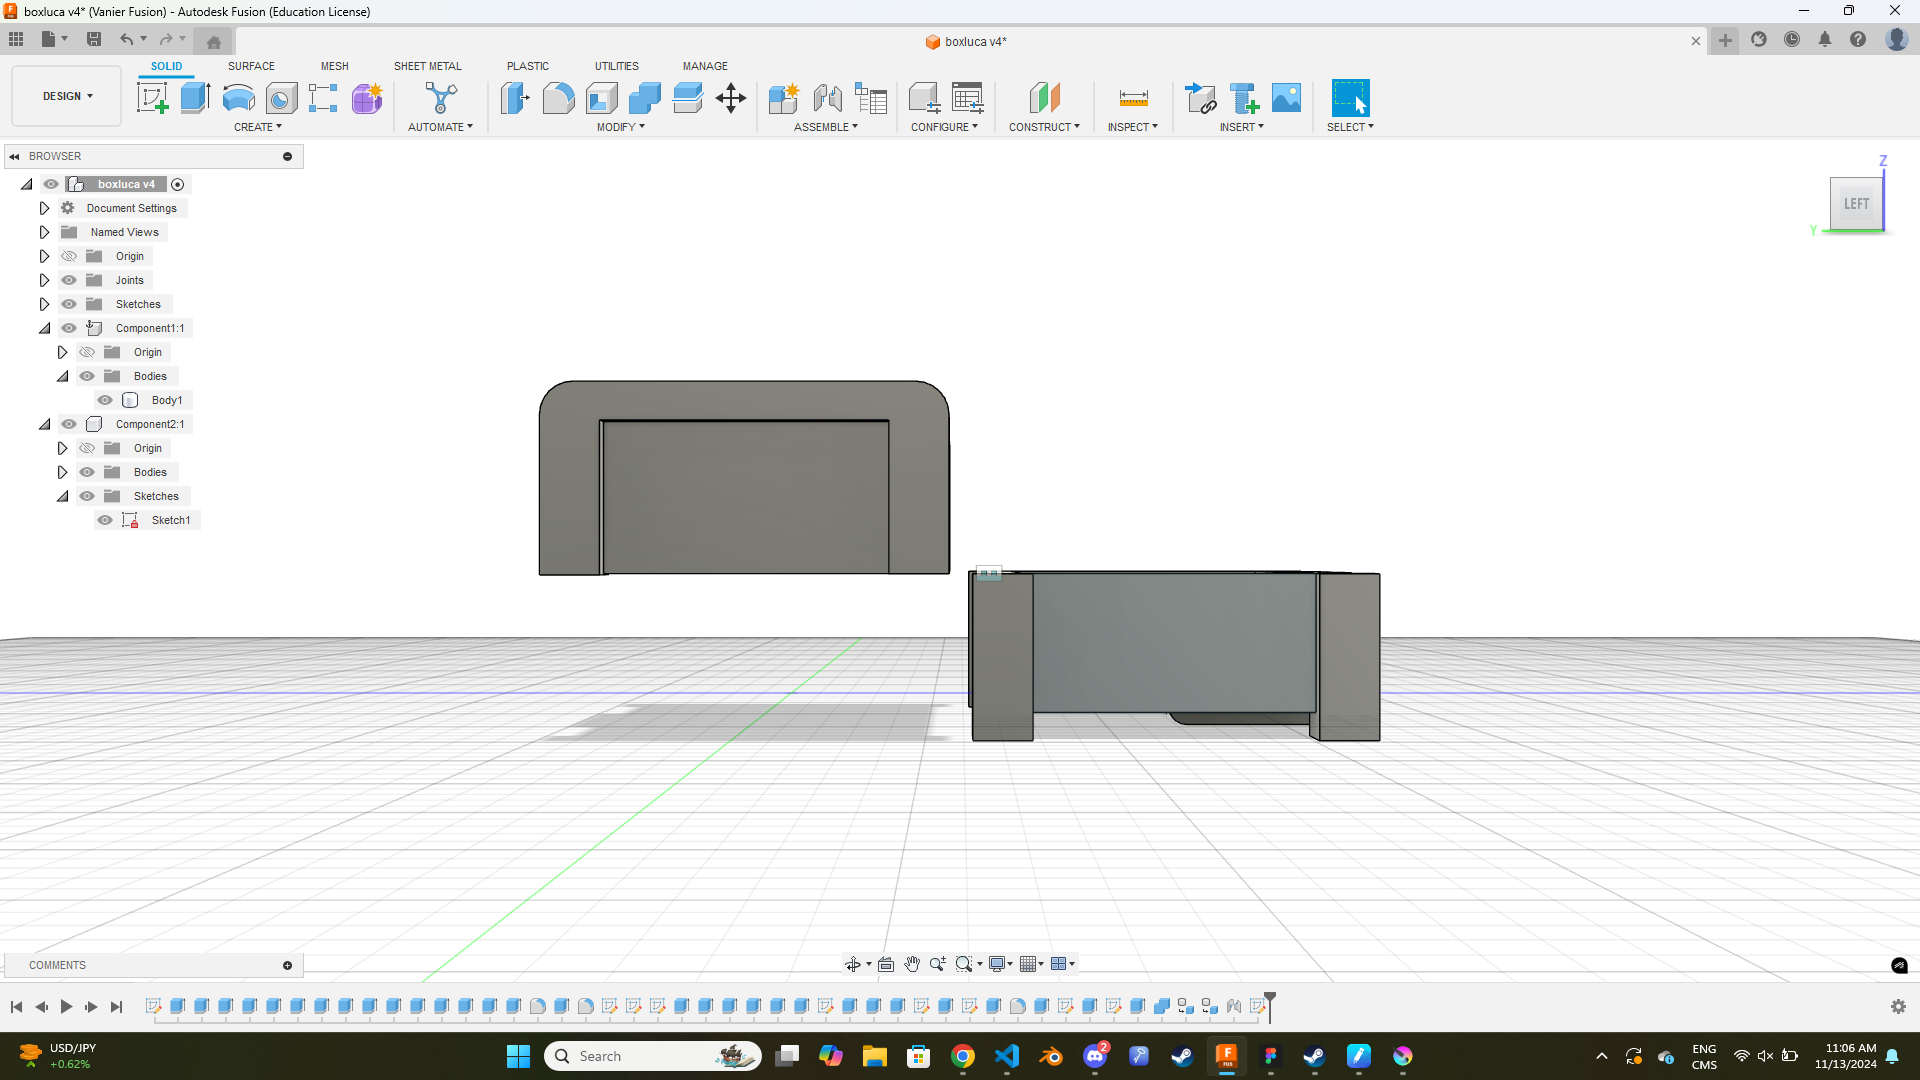 boxluca v4* (Vanier Fusion) - Autodesk Fusion (Education License)
boxluca v4*
SOLID SURFACE MESH SHEET METAL PLASTIC UTILITIES MANAGE
DESIGN
CREATE AUTOMATE MODIFY ASSEMBLE CONFIGURE CONSTRUCT INSPECT INSERT SELECT
BROWSER
boxluca v4
Document Settings
Named Views
Origin
Joints
Sketches
Component1:1
Origin
Bodies
Body1
Component2:1
Origin
Bodies
Sketches
Sketch1
Z
LEFT
Y
COMMENTS
USD/JPY
+0.62%
Search
2
F
FUS
ENG
CMS
11:06 AM
11/13/2024